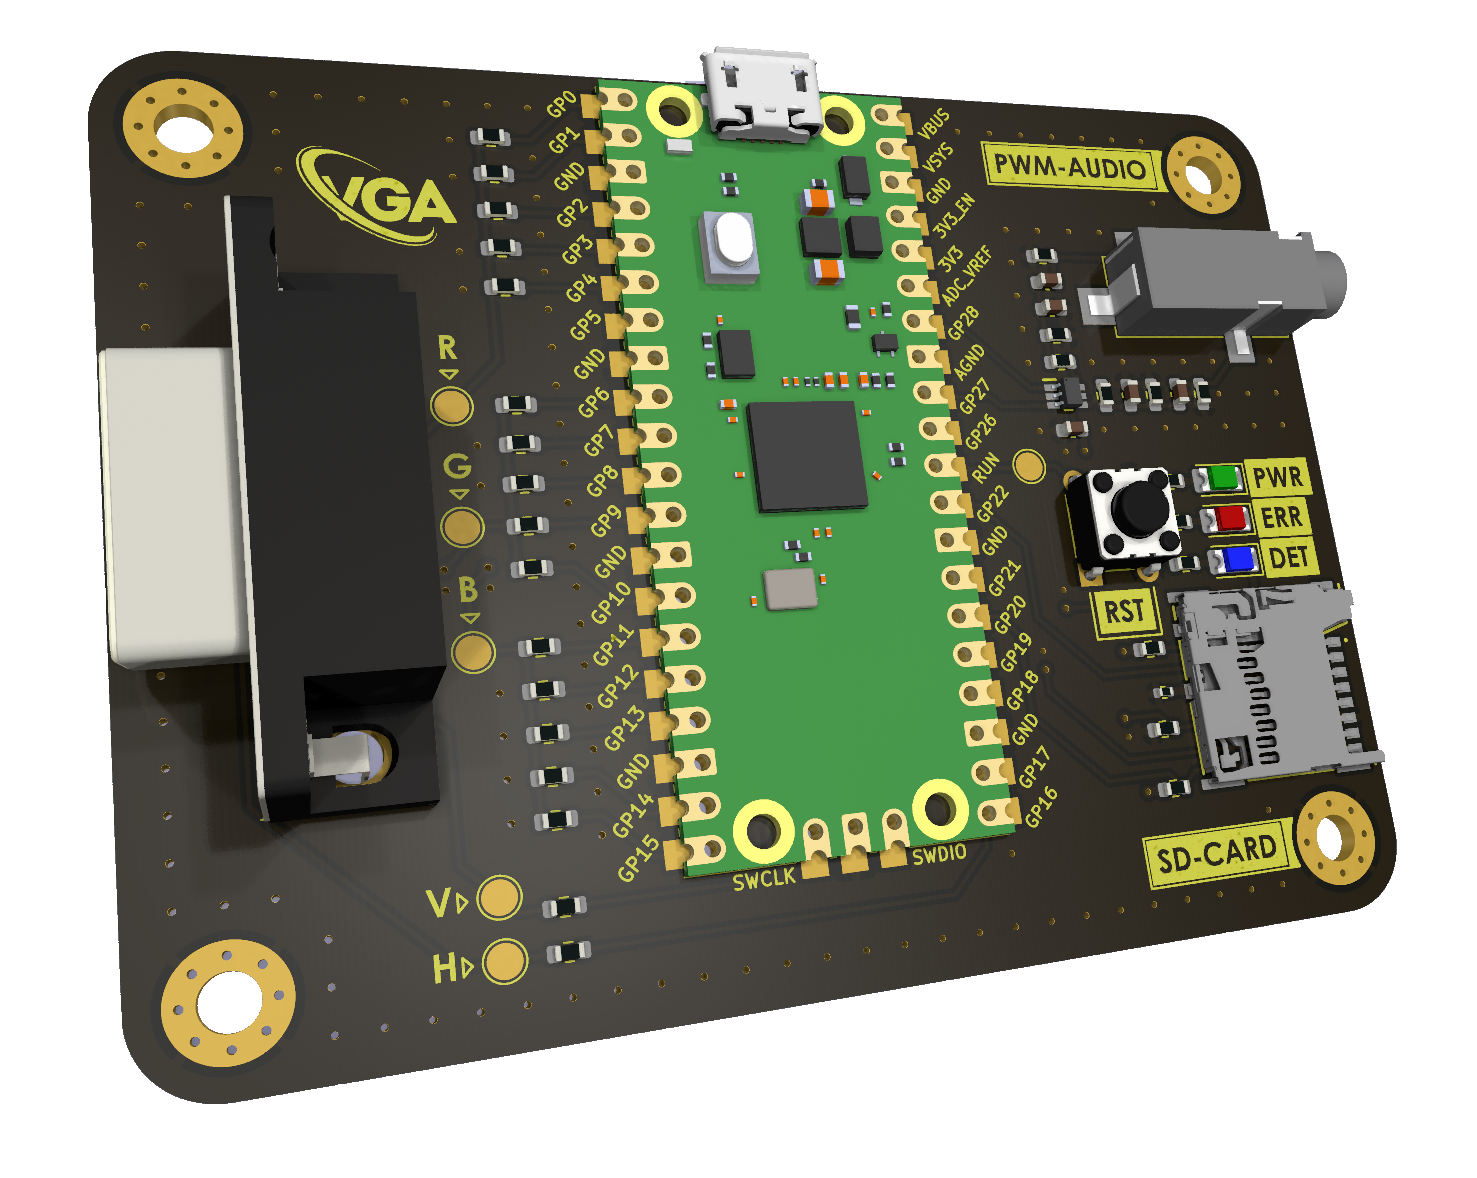 VGA
R
G
B
V
H
GP0
GP1
GND
GP2
GP3
GP4
GP5
GND
GP6
GP7
GP8
GP9
GND
GP10
GP11
GP12
GP13
GND
GP14
GP15
SWCLK
SWDIO
VBUS
VSYS
GND
3V3_EN
3V3
ADC_VREF
GP28
AGND
GP27
GP26
RUN
GP22
GND
GP21
GP20
GP19
GP18
GND
GP17
GP16
PWM-AUDIO
PWR
ERR
DET
RST
SD-CARD